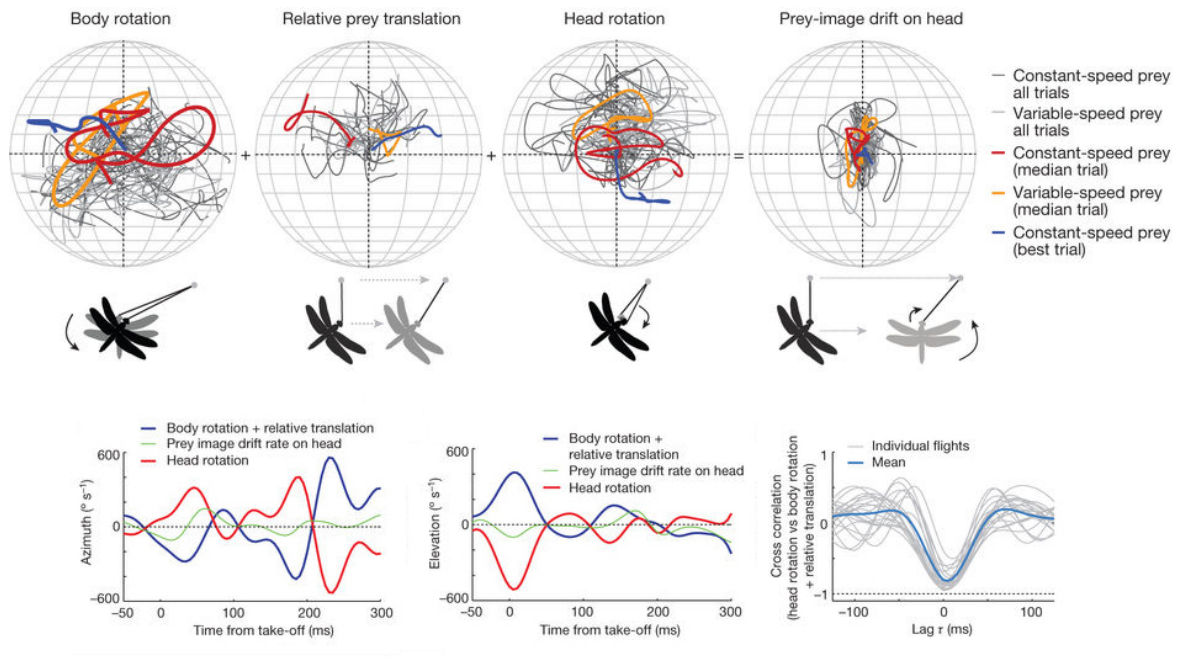 Body rotation
Relative prey translation
Head rotation
Prey-image drift on head
+
+
=
Constant-speed prey
all trials
Variable-speed prey
all trials
Constant-speed prey
(median trial)
Variable-speed prey
(median trial)
Constant-speed prey
(best trial)
Body rotation + relative translation
Prey image drift rate on head
Head rotation
600
0
−600
Azimuth (° s⁻¹)
−50
0
100
200
300
Time from take-off (ms)
Body rotation +
relative translation
Prey image drift rate on head
Head rotation
600
0
−600
Elevation (° s⁻¹)
−50
0
100
200
300
Time from take-off (ms)
Individual flights
Mean
1
0
−1
Cross correlation
(head rotation vs body rotation
+ relative translation)
−100
0
100
Lag τ (ms)